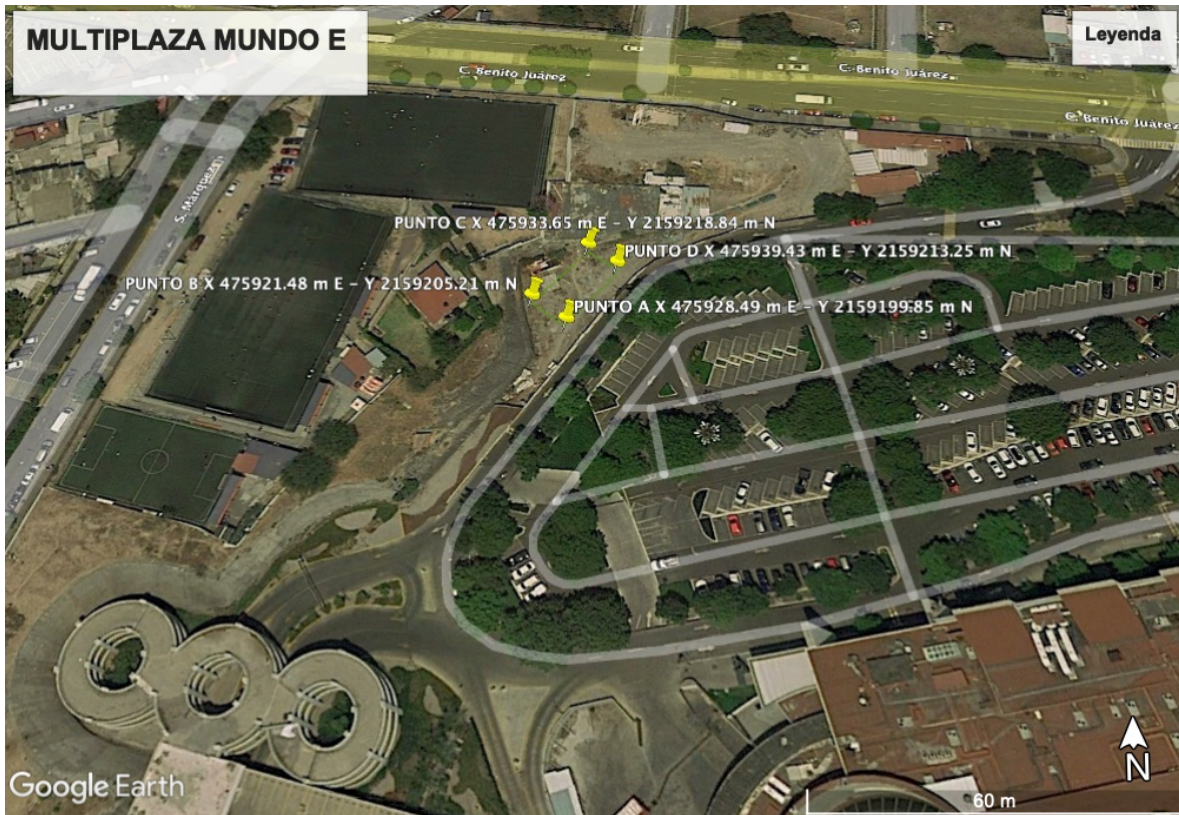 MULTIPLAZA MUNDO E
Leyenda
C. Benito Juárez
C. Benito Juárez
C. Benito Juárez
S. Márquez
PUNTO C X 475933.65 m E - Y 2159218.84 m N
PUNTO D X 475939.43 m E - Y 2159213.25 m N
PUNTO B X 475921.48 m E - Y 2159205.21 m N
PUNTO A X 475928.49 m E - Y 2159199.85 m N
N
Google Earth
60 m